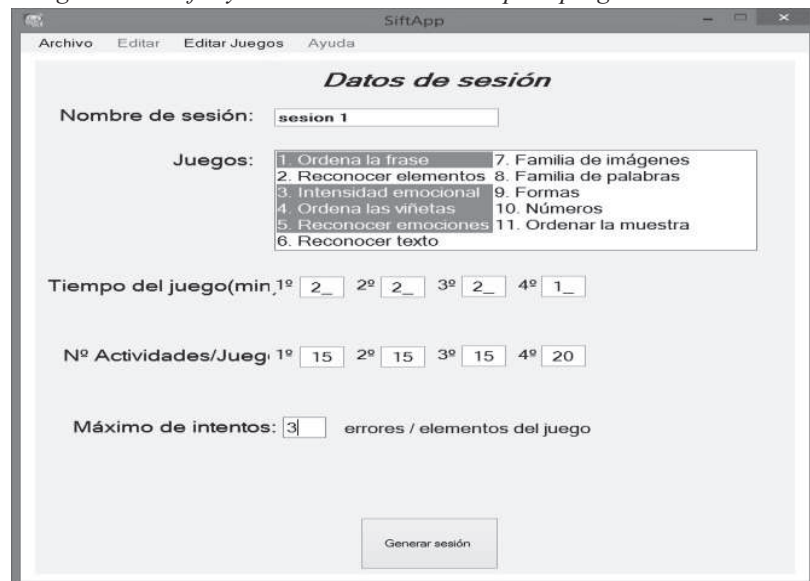 SiftApp
Archivo Editar Editar Juegos Ayuda
Datos de sesión
Nombre de sesión: sesion 1
Juegos:
1. Ordena la frase
2. Reconocer elementos
3. Intensidad emocional
4. Ordena las viñetas
5. Reconocer emociones
6. Reconocer texto
7. Familia de imágenes
8. Familia de palabras
9. Formas
10. Números
11. Ordenar la muestra
Tiempo del juego(min 1º 2_ 2º 2_ 3º 2_ 4º 1_
Nº Actividades/Jueg 1º 15 2º 15 3º 15 4º 20
Máximo de intentos: 3 errores / elementos del juego
Generar sesión